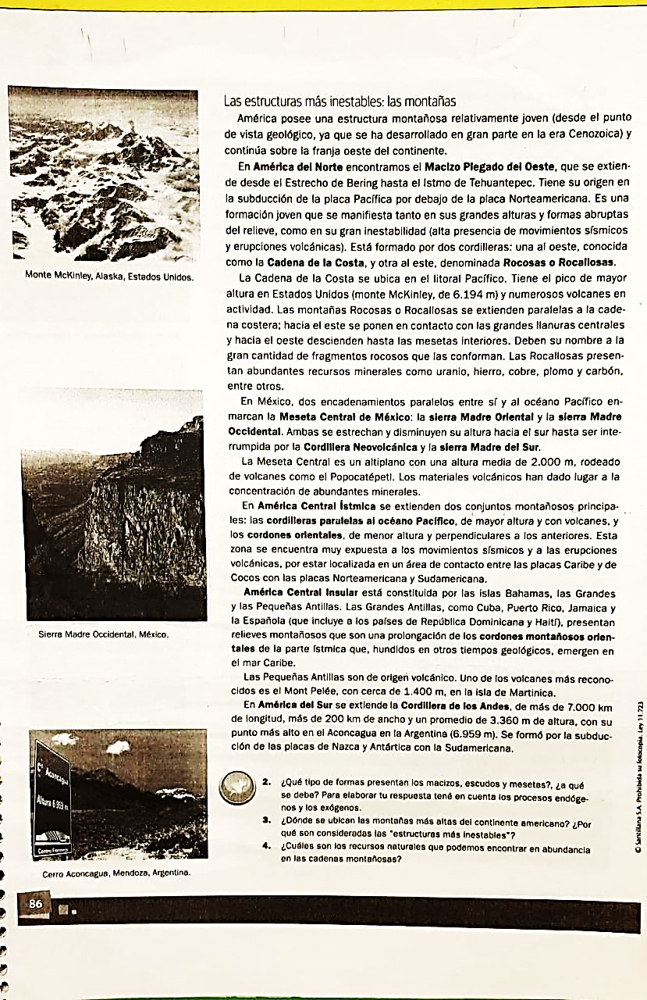 Las estructuras más inestables: las montañas
América posee una estructura montañosa relativamente joven (desde el punto
de vista geológico, ya que se ha desarrollado en gran parte en la era Cenozoica) y
continúa sobre la franja oeste del continente.
En América del Norte encontramos el Macizo Plegado del Oeste, que se extien-
de desde el Estrecho de Bering hasta el Istmo de Tehuantepec. Tiene su origen en
la subducción de la placa Pacífica por debajo de la placa Norteamericana. Es una
formación joven que se manifiesta tanto en sus grandes alturas y formas abruptas
del relieve, como en su gran inestabilidad (alta presencia de movimientos sísmicos
y erupciones volcánicas). Está formado por dos cordilleras: una al oeste, conocida
como la Cadena de la Costa, y otra al este, denominada Rocosas o Rocallosas.
La Cadena de la Costa se ubica en el litoral Pacífico. Tiene el pico de mayor
altura en Estados Unidos (monte McKinley, de 6.194 m) y numerosos volcanes en
actividad. Las montañas Rocosas o Rocallosas se extienden paralelas a la cade-
na costera; hacia el este se ponen en contacto con las grandes llanuras centrales
y hacia el oeste descienden hasta las mesetas interiores. Deben su nombre a la
gran cantidad de fragmentos rocosos que las conforman. Las Rocallosas presen-
tan abundantes recursos minerales como uranio, hierro, cobre, plomo y carbón,
entre otros.
En México, dos encadenamientos paralelos entre sí y al océano Pacífico en-
marcan la Meseta Central de México: la sierra Madre Oriental y la sierra Madre
Occidental. Ambas se estrechan y disminuyen su altura hacia el sur hasta ser inte-
rrumpida por la Cordillera Neovolcánica y la sierra Madre del Sur.
La Meseta Central es un altiplano con una altura media de 2.000 m, rodeado
de volcanes como el Popocatépetl. Los materiales volcánicos han dado lugar a la
concentración de abundantes minerales.
En América Central Ístmica se extienden dos conjuntos montañosos principa-
les: las cordilleras paralelas al océano Pacífico, de mayor altura y con volcanes, y
los cordones orientales, de menor altura y perpendiculares a los anteriores. Esta
zona se encuentra muy expuesta a los movimientos sísmicos y a las erupciones
volcánicas, por estar localizada en un área de contacto entre las placas Caribe y de
Cocos con las placas Norteamericana y Sudamericana.
América Central Insular está constituida por las islas Bahamas, las Grandes
y las Pequeñas Antillas. Las Grandes Antillas, como Cuba, Puerto Rico, Jamaica y
la Española (que incluye a los países de República Dominicana y Haití), presentan
relieves montañosos que son una prolongación de los cordones montañosos orien-
tales de la parte ístmica que, hundidos en otros tiempos geológicos, emergen en
el mar Caribe.
Las Pequeñas Antillas son de origen volcánico. Uno de los volcanes más recono-
cidos es el Mont Pelée, con cerca de 1.400 m, en la isla de Martinica.
En América del Sur se extiende la Cordillera de los Andes, de más de 7.000 km
de longitud, más de 200 km de ancho y un promedio de 3.360 m de altura, con su
punto más alto en el Aconcagua en la Argentina (6.959 m). Se formó por la subduc-
ción de las placas de Nazca y Antártica con la Sudamericana.
2. ¿Qué tipo de formas presentan los macizos, escudos y mesetas?, ¿a qué
se debe? Para elaborar tu respuesta tené en cuenta los procesos endóge-
nos y los exógenos.
3. ¿Dónde se ubican las montañas más altas del continente americano? ¿Por
qué son consideradas las "estructuras más inestables"?
4. ¿Cuáles son los recursos naturales que podemos encontrar en abundancia
en las cadenas montañosas?
Monte McKinley, Alaska, Estados Unidos.
Sierra Madre Occidental, México.
Cº Aconcagua
Altura 6.959 m
Cerro Aconcagua, Mendoza, Argentina.
86
© Santillana S.A. Prohibida su fotocopia. Ley 11.723